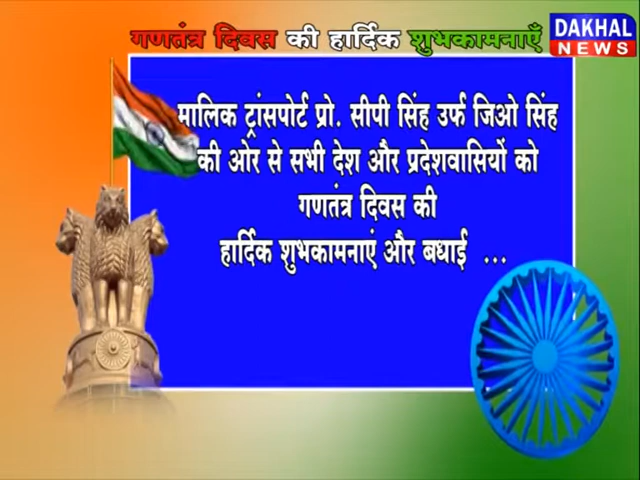 गणतंत्र दिवस की हार्दिक शुभकामनाएँ
DAKHAL
NEWS
मालिक ट्रांसपोर्ट प्रो. सीपी सिंह उर्फ जिओ सिंह
की ओर से सभी देश और प्रदेशवासियों को
गणतंत्र दिवस की
हार्दिक शुभकामनाएं और बधाई ...